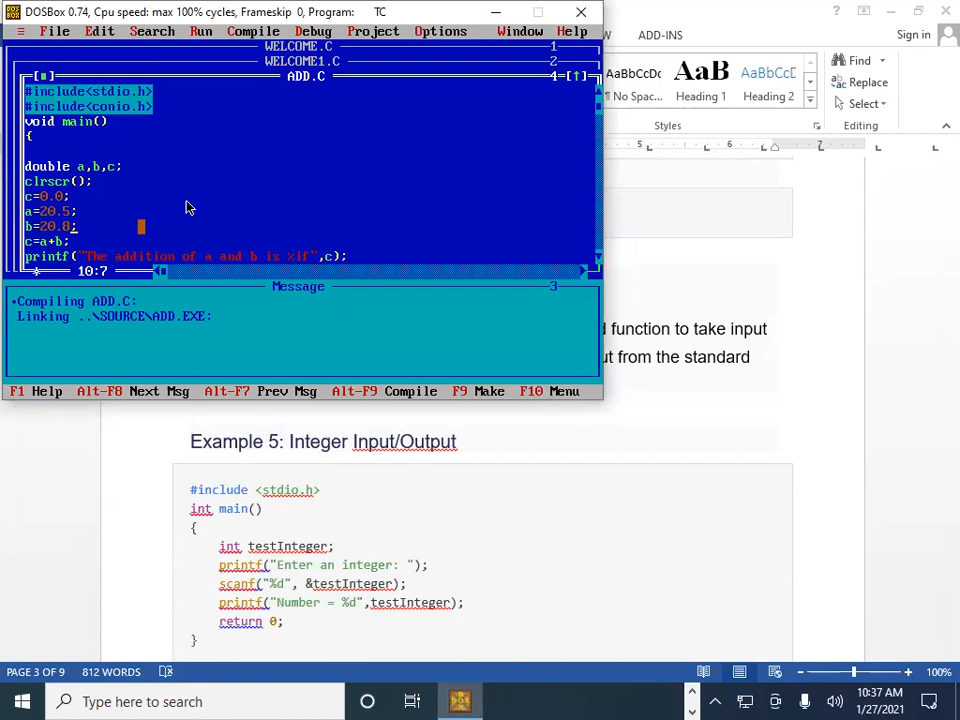 DOSBox 0.74, Cpu speed: max 100% cycles, Frameskip 0, Program: TC
File Edit Search Run Compile Debug Project Options Window Help
WELCOME.C 1
WELCOME1.C 2
ADD.C 4
#include<stdio.h>
#include<conio.h>
void main()
{
double a,b,c;
clrscr();
c=0.0;
a=20.5;
b=20.8;
c=a+b;
printf("The addition of a and b is %lf",c);
10:7
Message 3
•Compiling ADD.C:
Linking ..\SOURCE\ADD.EXE:
F1 Help Alt-F8 Next Msg Alt-F7 Prev Msg Alt-F9 Compile F9 Make F10 Menu
Sign in
W ADD-INS
AaBbCcDc AaB AaBbCcD
¶ No Spac... Heading 1 Heading 2
Styles
Find
Replace
Select
Editing
5 6 7
d function to take input
ut from the standard
Example 5: Integer Input/Output
#include <stdio.h>
int main()
{
int testInteger;
printf("Enter an integer: ");
scanf("%d", &testInteger);
printf("Number = %d",testInteger);
return 0;
}
PAGE 3 OF 9 812 WORDS 100%
Type here to search
10:37 AM
1/27/2021